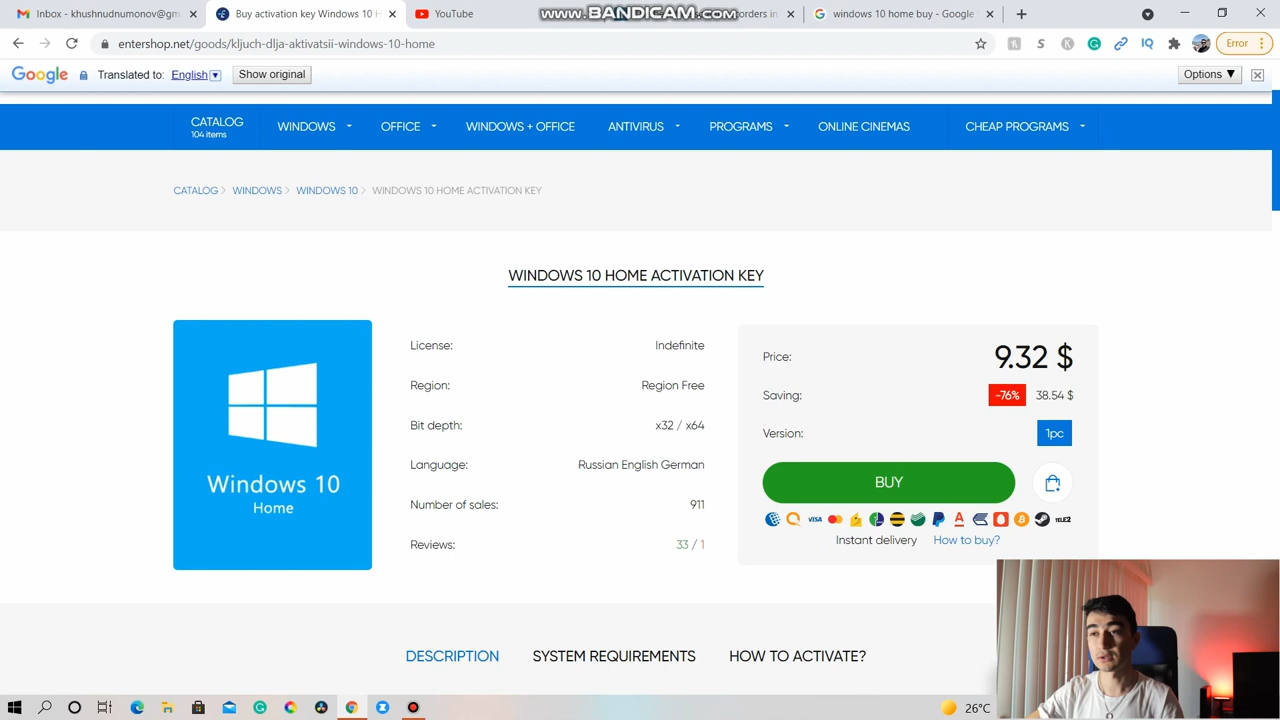 Inbox - khushnudnumonov@gm
Buy activation key Windows 10 H
YouTube
orders in
windows 10 home buy - Google
WWW.BANDICAM.COM
entershop.net/goods/kljuch-dlja-aktivatsii-windows-10-home
Error
Google Translated to: English Show original
Options ▼
CATALOG
104 items
WINDOWS
OFFICE
WINDOWS + OFFICE
ANTIVIRUS
PROGRAMS
ONLINE CINEMAS
CHEAP PROGRAMS
CATALOG > WINDOWS > WINDOWS 10 > WINDOWS 10 HOME ACTIVATION KEY
WINDOWS 10 HOME ACTIVATION KEY
Windows 10
Home
License: Indefinite
Region: Region Free
Bit depth: x32 / x64
Language: Russian English German
Number of sales: 911
Reviews: 33 / 1
Price: 9.32 $
Saving: -76% 38.54 $
Version: 1pc
BUY
VISA
TELE2
Instant delivery How to buy?
DESCRIPTION
SYSTEM REQUIREMENTS
HOW TO ACTIVATE?
26°C